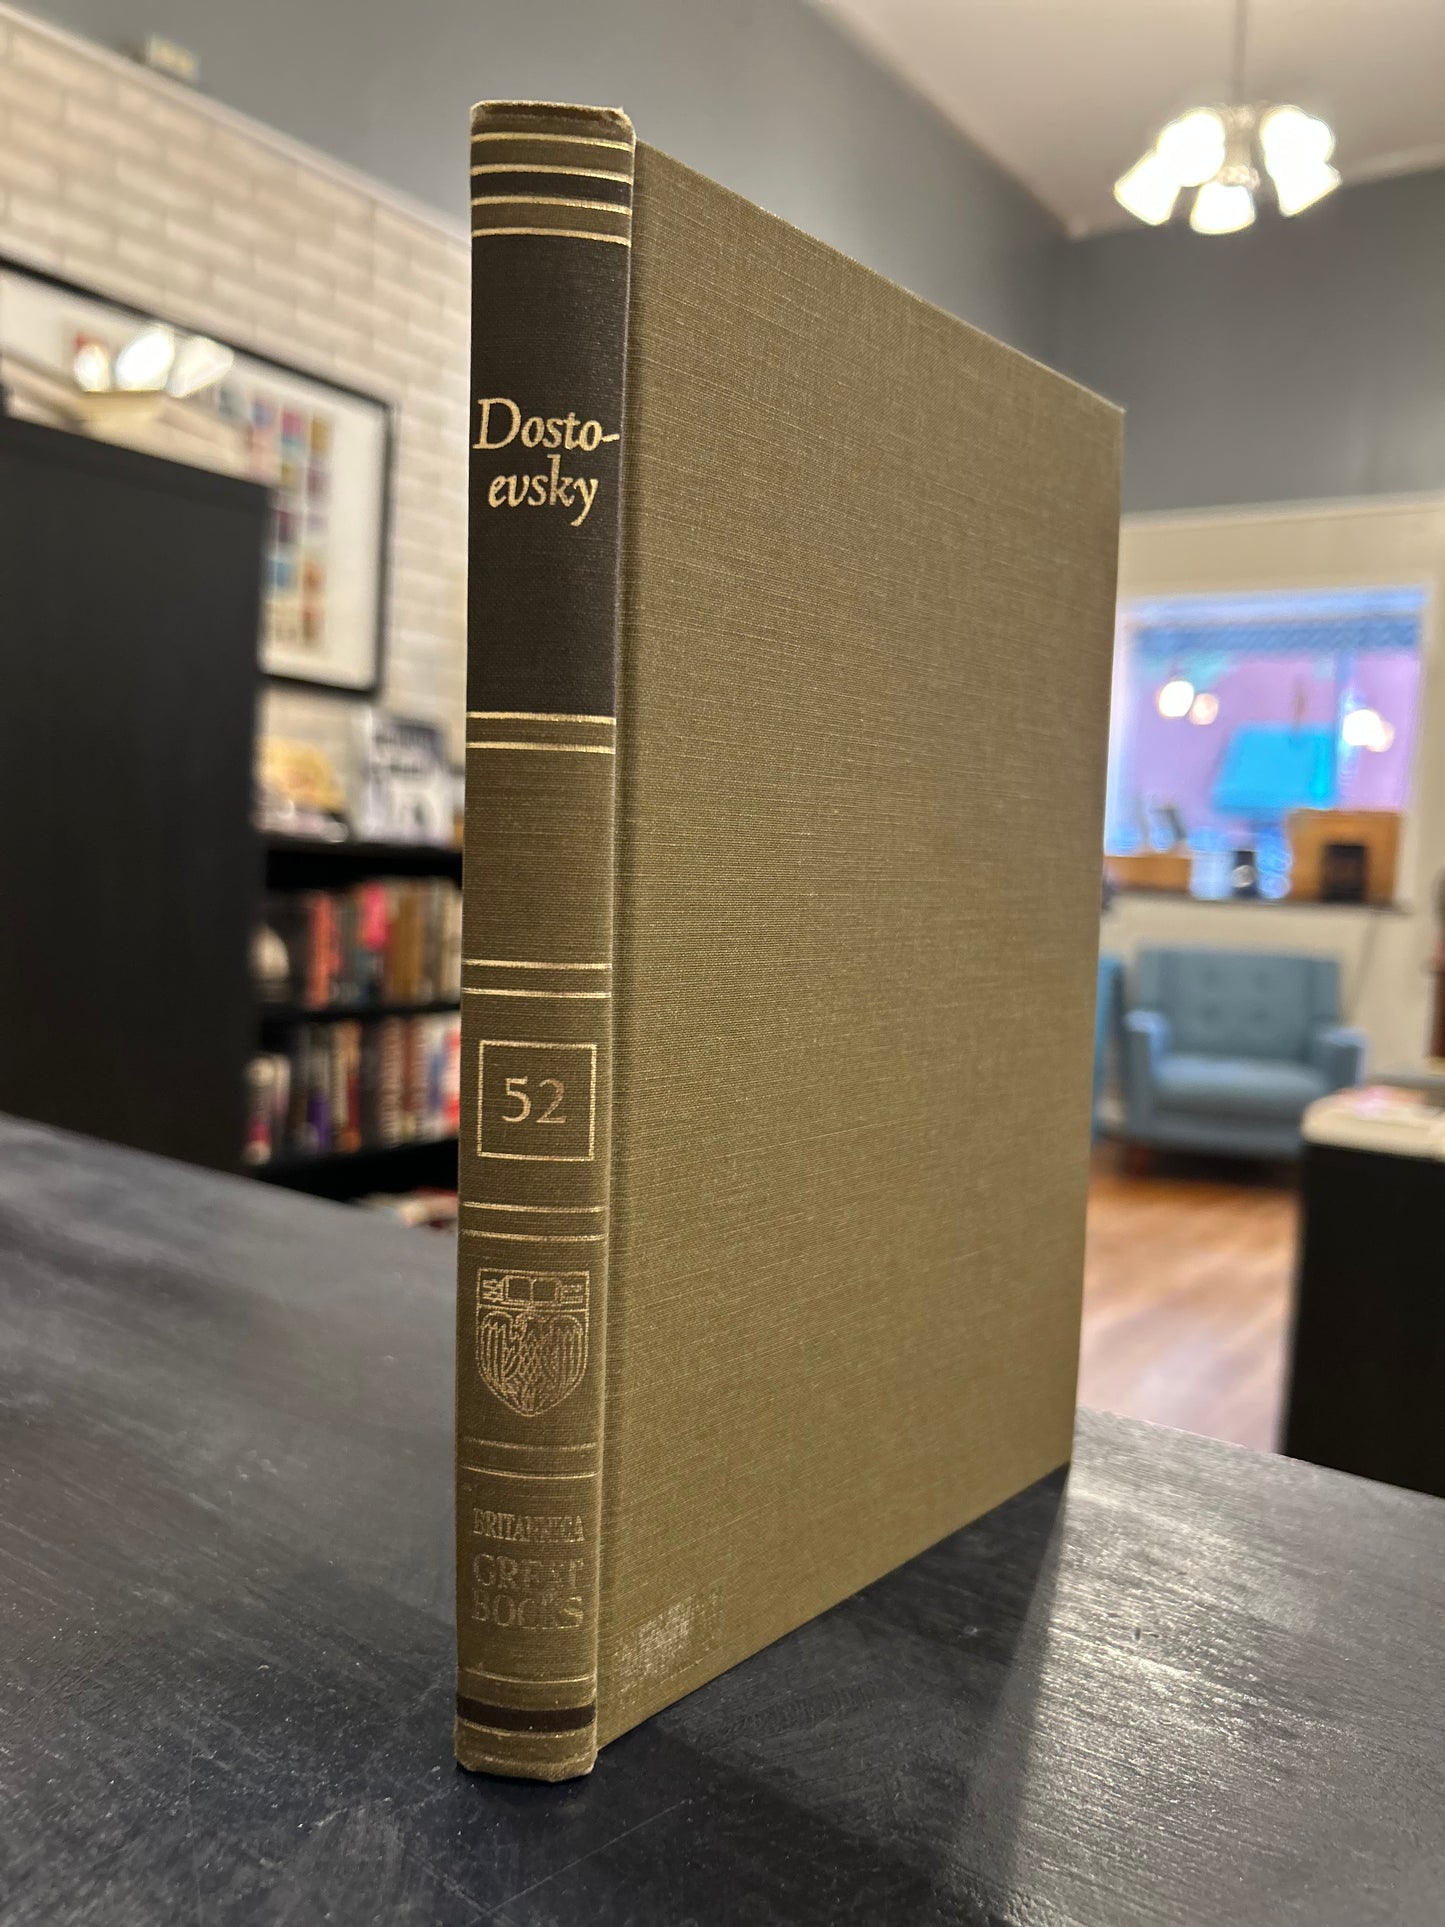 Dosto-
evsky
52
BRITANNICA
GREAT
BOOKS